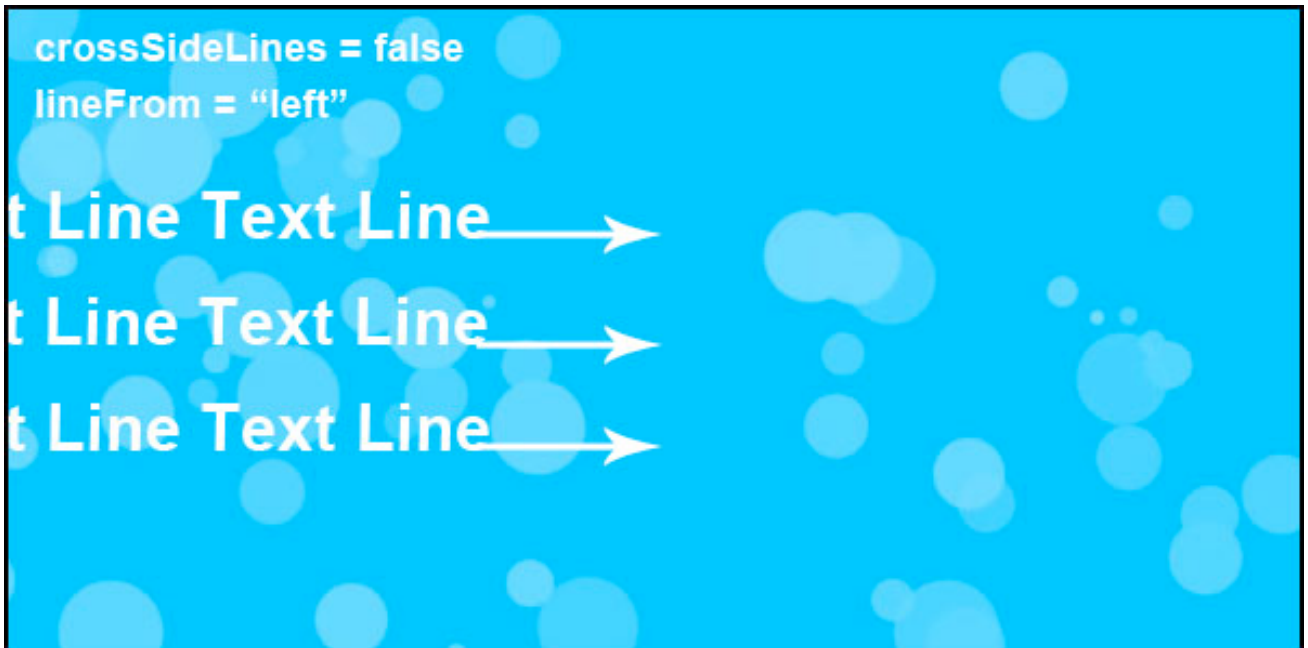 crossSideLines = false
lineFrom = “left”
t Line Text Line
t Line Text Line
t Line Text Line